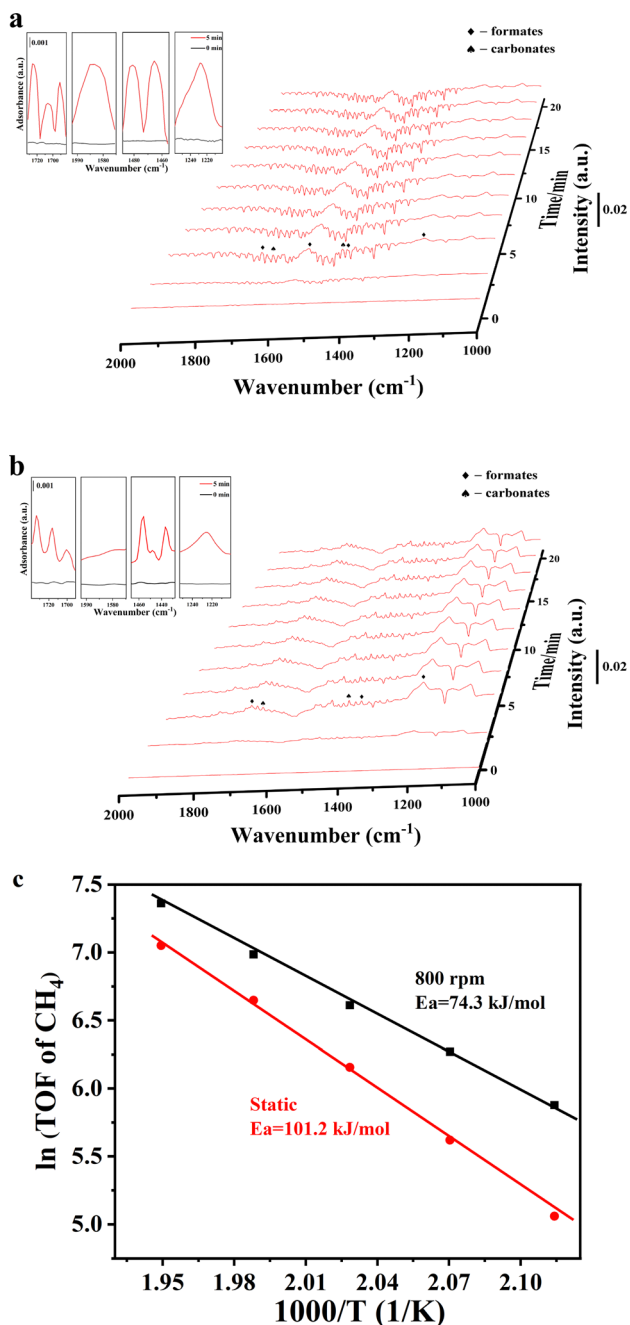 a
0.001
5 min
0 min
Adsorbance (a.u.)
1720 1700 1590 1560 1480 1460 1240 1220
Wavenumber (cm-1)
♦ – formates
♠ – carbonates
20
15
10
5
0
Time/min
Intensity (a.u.)
0.02
2000 1800 1600 1400 1200 1000
Wavenumber (cm-1)
b
0.001
5 min
0 min
Adsorbance (a.u.)
1720 1700 1590 1560 1460 1440 1240 1220
Wavenumber (cm-1)
♦ – formates
♠ – carbonates
20
15
10
5
0
Time/min
Intensity (a.u.)
0.02
2000 1800 1600 1400 1200 1000
Wavenumber (cm-1)
c
7.5
7.0
6.5
6.0
5.5
5.0
ln (TOF of CH4)
800 rpm
Ea=74.3 kJ/mol
Static
Ea=101.2 kJ/mol
1.95 1.98 2.01 2.04 2.07 2.10
1000/T (1/K)